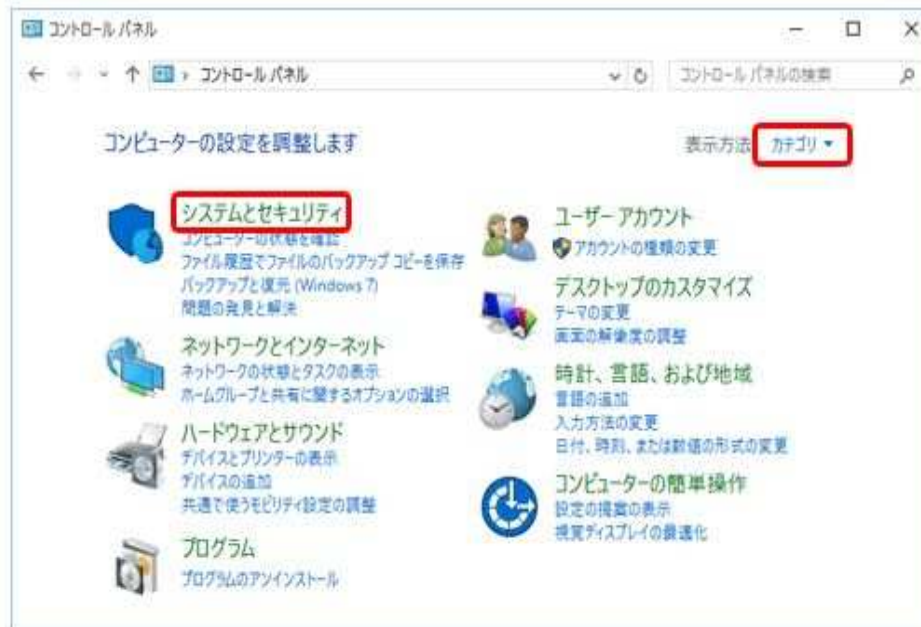 コントロール パネル
コントロール パネル
コントロール パネルの検索
コンピューターの設定を調整します
表示方法 カテゴリ
システムとセキュリティ
コンピューターの状態を確認
ファイル履歴でファイルのバックアップ コピーを保存
バックアップと復元 (Windows 7)
問題の発見と解決
ネットワークとインターネット
ネットワークの状態とタスクの表示
ホームグループと共有に関するオプションの選択
ハードウェアとサウンド
デバイスとプリンターの表示
デバイスの追加
共通で使うモビリティ設定の調整
プログラム
プログラムのアンインストール
ユーザー アカウント
アカウントの種類の変更
デスクトップのカスタマイズ
テーマの変更
画面の解像度の調整
時計、言語、および地域
言語の追加
入力方法の変更
日付、時刻、または数値の形式の変更
コンピューターの簡単操作
設定の提案の表示
視覚ディスプレイの最適化